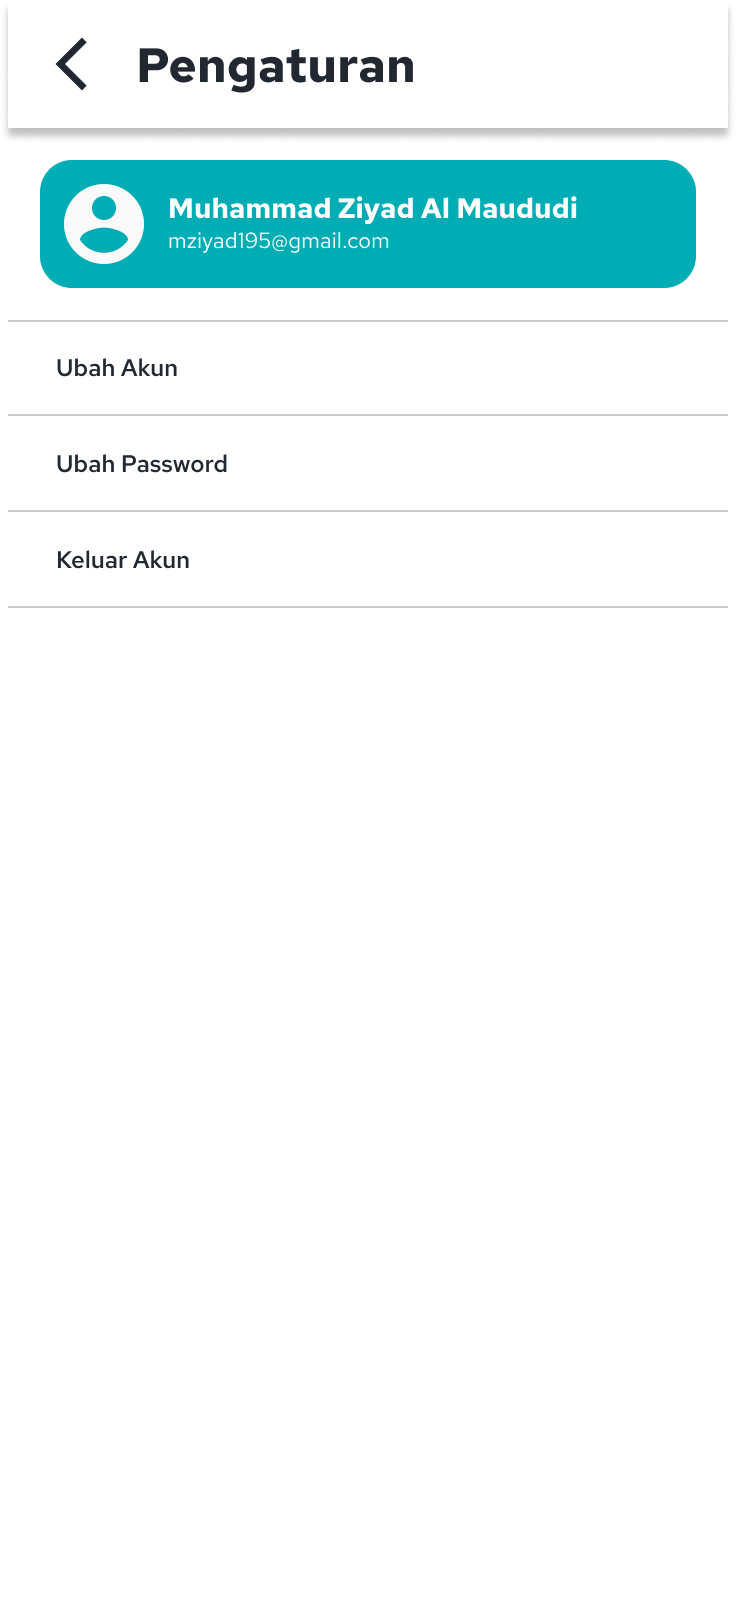 Pengaturan
Muhammad Ziyad Al Maududi
mziyad195@gmail.com
Ubah Akun
Ubah Password
Keluar Akun